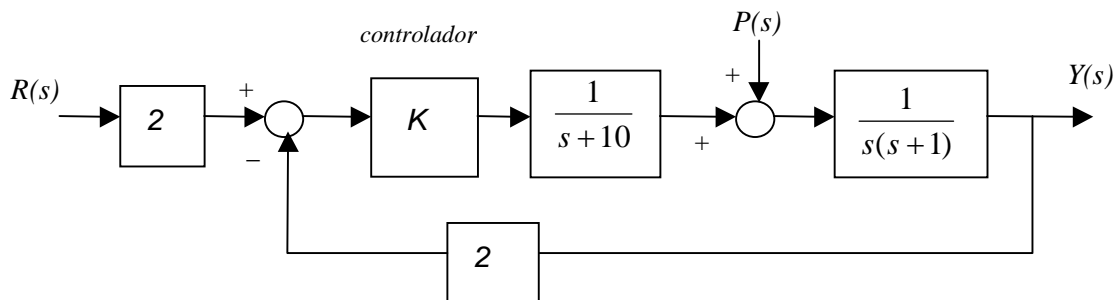 controlador
P(s)
R(s)
Y(s)
2
+
−
K
1
s + 10
+
+
1
s(s + 1)
2